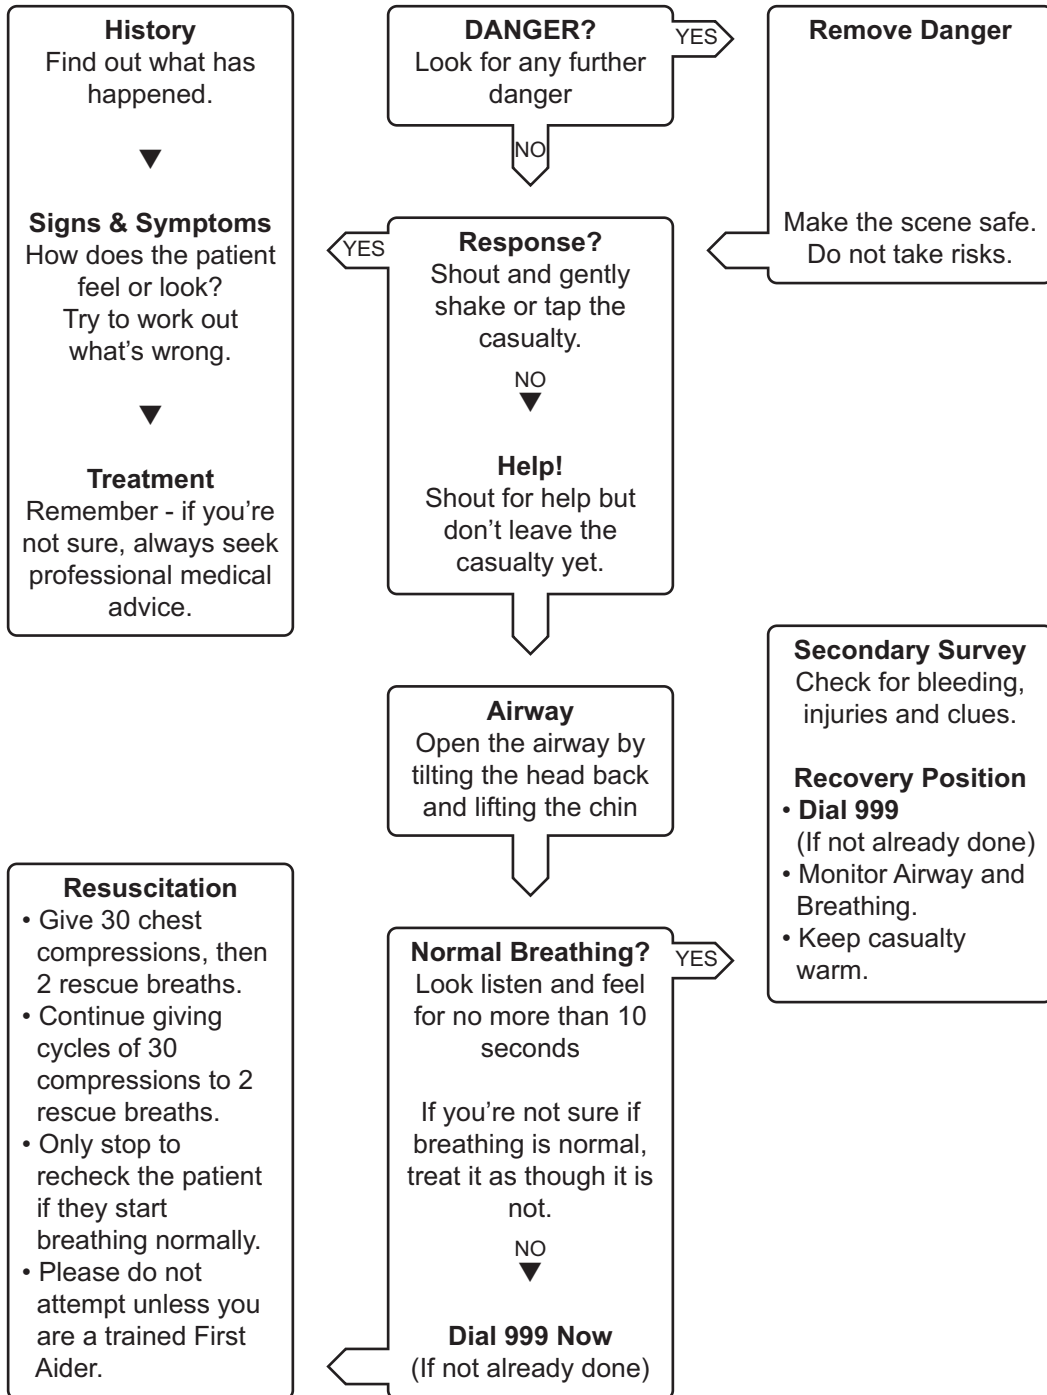 DANGER?
Look for any further
danger
YES
NO
Remove Danger
Make the scene safe.
Do not take risks.
Response?
Shout and gently
shake or tap the
casualty.
YES
NO
Help!
Shout for help but
don’t leave the
casualty yet.
History
Find out what has
happened.
Signs & Symptoms
How does the patient
feel or look?
Try to work out
what’s wrong.
Treatment
Remember - if you’re
not sure, always seek
professional medical
advice.
Airway
Open the airway by
tilting the head back
and lifting the chin
Normal Breathing?
Look listen and feel
for no more than 10
seconds
If you’re not sure if
breathing is normal,
treat it as though it is
not.
YES
NO
Dial 999 Now
(If not already done)
Secondary Survey
Check for bleeding,
injuries and clues.
Recovery Position
• Dial 999
(If not already done)
• Monitor Airway and
Breathing.
• Keep casualty
warm.
Resuscitation
• Give 30 chest
compressions, then
2 rescue breaths.
• Continue giving
cycles of 30
compressions to 2
rescue breaths.
• Only stop to
recheck the patient
if they start
breathing normally.
• Please do not
attempt unless you
are a trained First
Aider.